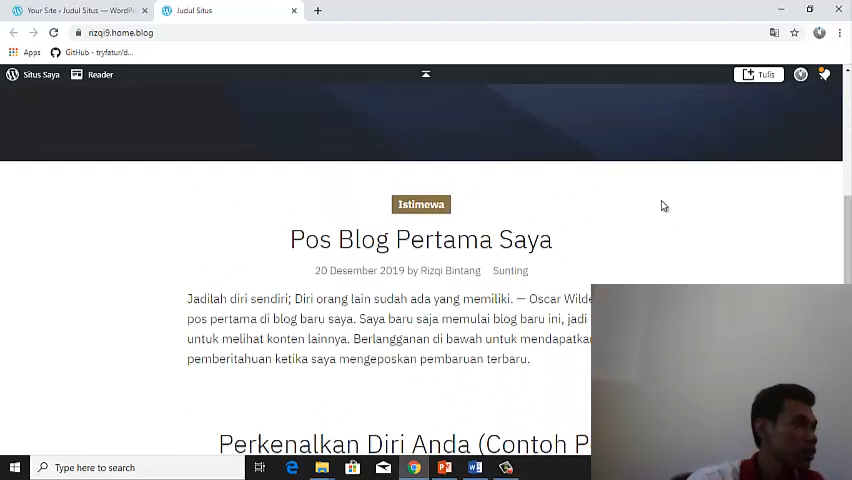 Your Site ‹ Judul Situs — WordPr
Judul Situs
rizqi9.home.blog
Apps
GitHub - tryfatur/d...
Situs Saya
Reader
Tulis
Istimewa
Pos Blog Pertama Saya
20 Desember 2019 by Rizqi Bintang Sunting
Jadilah diri sendiri; Diri orang lain sudah ada yang memiliki. — Oscar Wilde
pos pertama di blog baru saya. Saya baru saja memulai blog baru ini, jadi
untuk melihat konten lainnya. Berlangganan di bawah untuk mendapatkan
pemberitahuan ketika saya mengeposkan pembaruan terbaru.
Perkenalkan Diri Anda (Contoh P
Type here to search